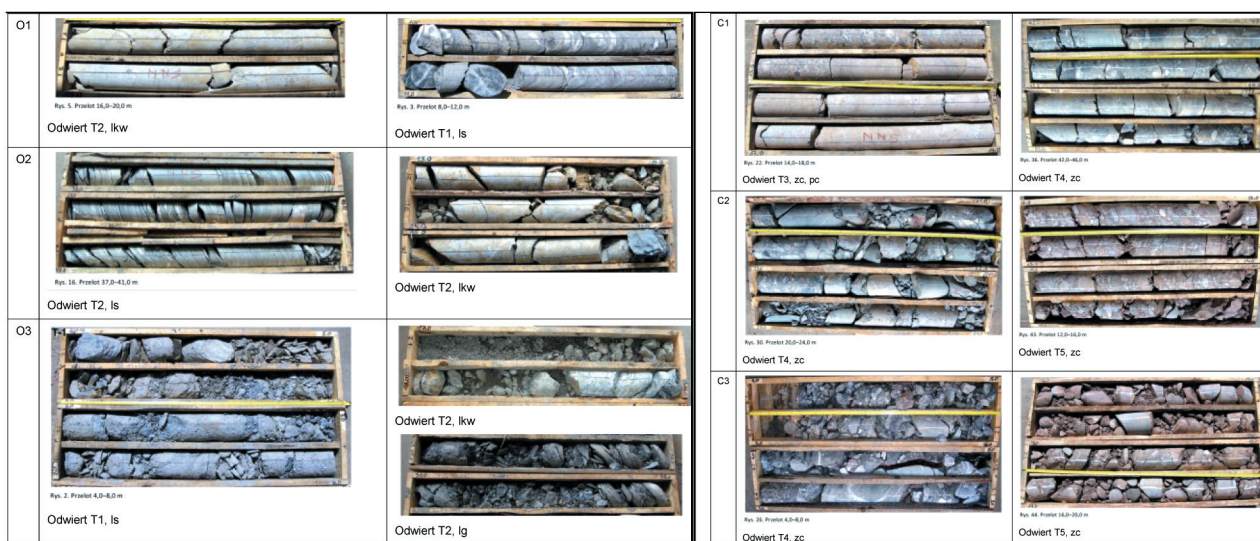 O1
Rys. 5. Przelot 16,0–20,0 m
Odwiert T2, lkw
Rys. 3. Przelot 8,0–12,0 m
Odwiert T1, ls
O2
Rys. 16. Przelot 37,0–41,0 m
Odwiert T2, ls
Odwiert T2, lkw
O3
Rys. 2. Przelot 4,0–8,0 m
Odwiert T1, ls
Odwiert T2, lkw
Odwiert T2, lg
C1
Rys. 22. Przelot 14,0–18,0 m
Odwiert T3, zc, pc
Rys. 36. Przelot 42,0–46,0 m
Odwiert T4, zc
C2
Rys. 30. Przelot 20,0–24,0 m
Odwiert T4, zc
Rys. 43. Przelot 12,0–16,0 m
Odwiert T5, zc
C3
Rys. 26. Przelot 4,0–8,0 m
Odwiert T4, zc
Rys. 44. Przelot 16,0–20,0 m
Odwiert T5, zc